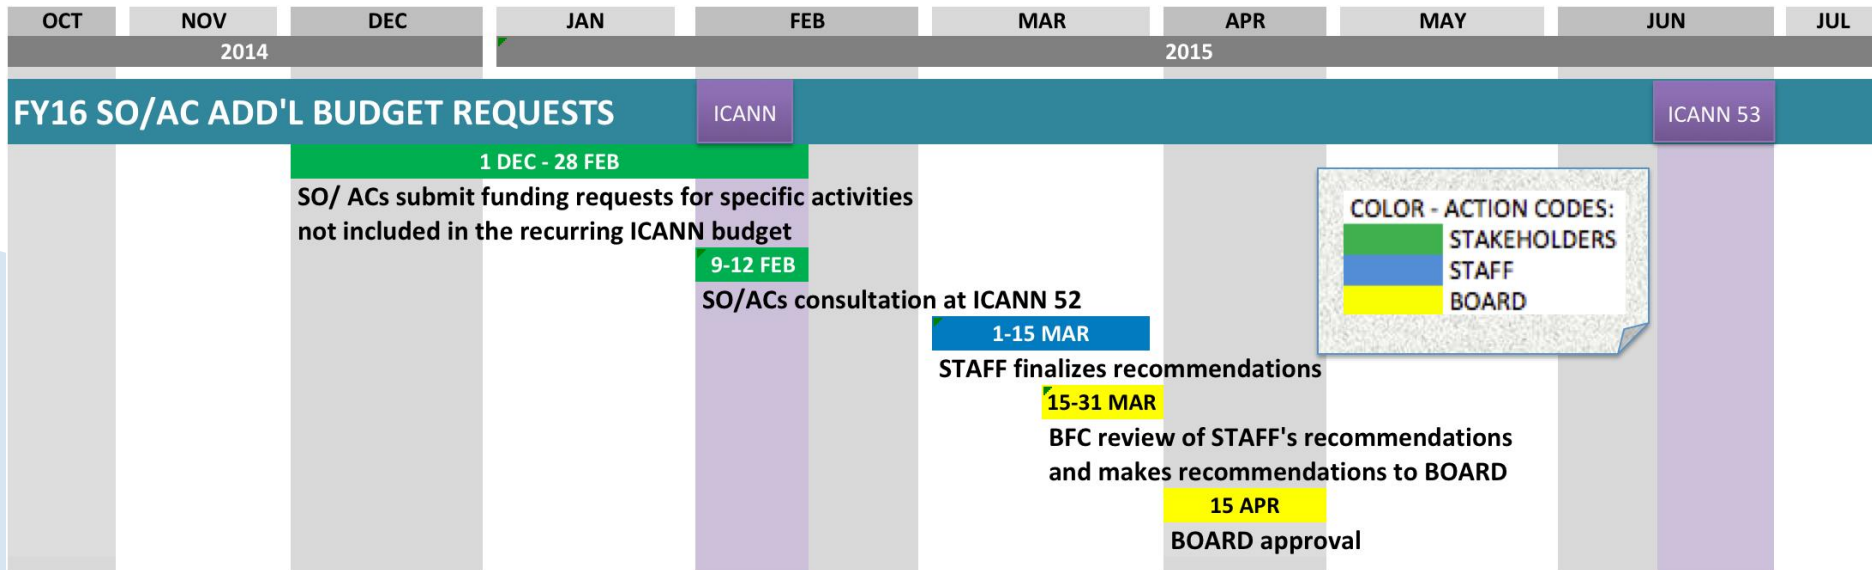 OCT NOV DEC JAN FEB MAR APR MAY JUN JUL
2014 2015
FY16 SO/AC ADD'L BUDGET REQUESTS ICANN ICANN 53
1 DEC - 28 FEB
SO/ ACs submit funding requests for specific activities
not included in the recurring ICANN budget
9-12 FEB
SO/ACs consultation at ICANN 52
1-15 MAR
STAFF finalizes recommendations
15-31 MAR
BFC review of STAFF's recommendations
and makes recommendations to BOARD
15 APR
BOARD approval
COLOR - ACTION CODES:
STAKEHOLDERS
STAFF
BOARD